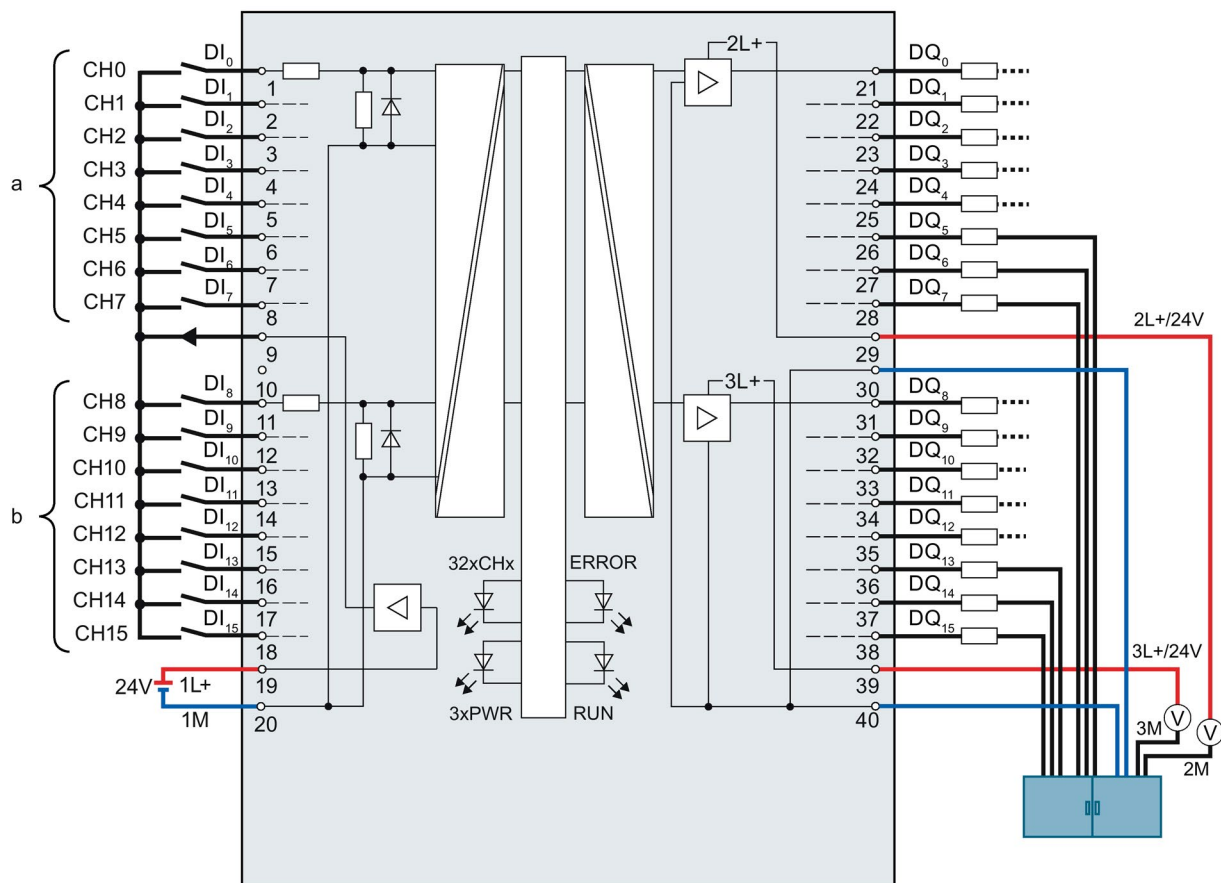 2L+
DI0
DQ0
CH0
1
21
DI1
DQ1
CH1
2
22
DI2
DQ2
CH2
3
23
DI3
DQ3
CH3
4
24
a
DI4
DQ4
CH4
5
25
DI5
DQ5
CH5
6
26
DI6
DQ6
CH6
7
27
DI7
DQ7
CH7
8
28
2L+/24V
9
29
DI8
3L+
DQ8
CH8
10
30
DI9
DQ9
CH9
11
31
DI10
DQ10
CH10
12
32
DI11
DQ11
CH11
13
33
b
DI12
DQ12
CH12
14
34
DI13
DQ13
CH13
15
35
32xCHx
ERROR
DI14
DQ14
CH14
16
36
DI15
DQ15
CH15
17
37
18
38
3L+/24V
24V
1L+
19
39
1M
20
3xPWR
RUN
40
V
V
3M
2M